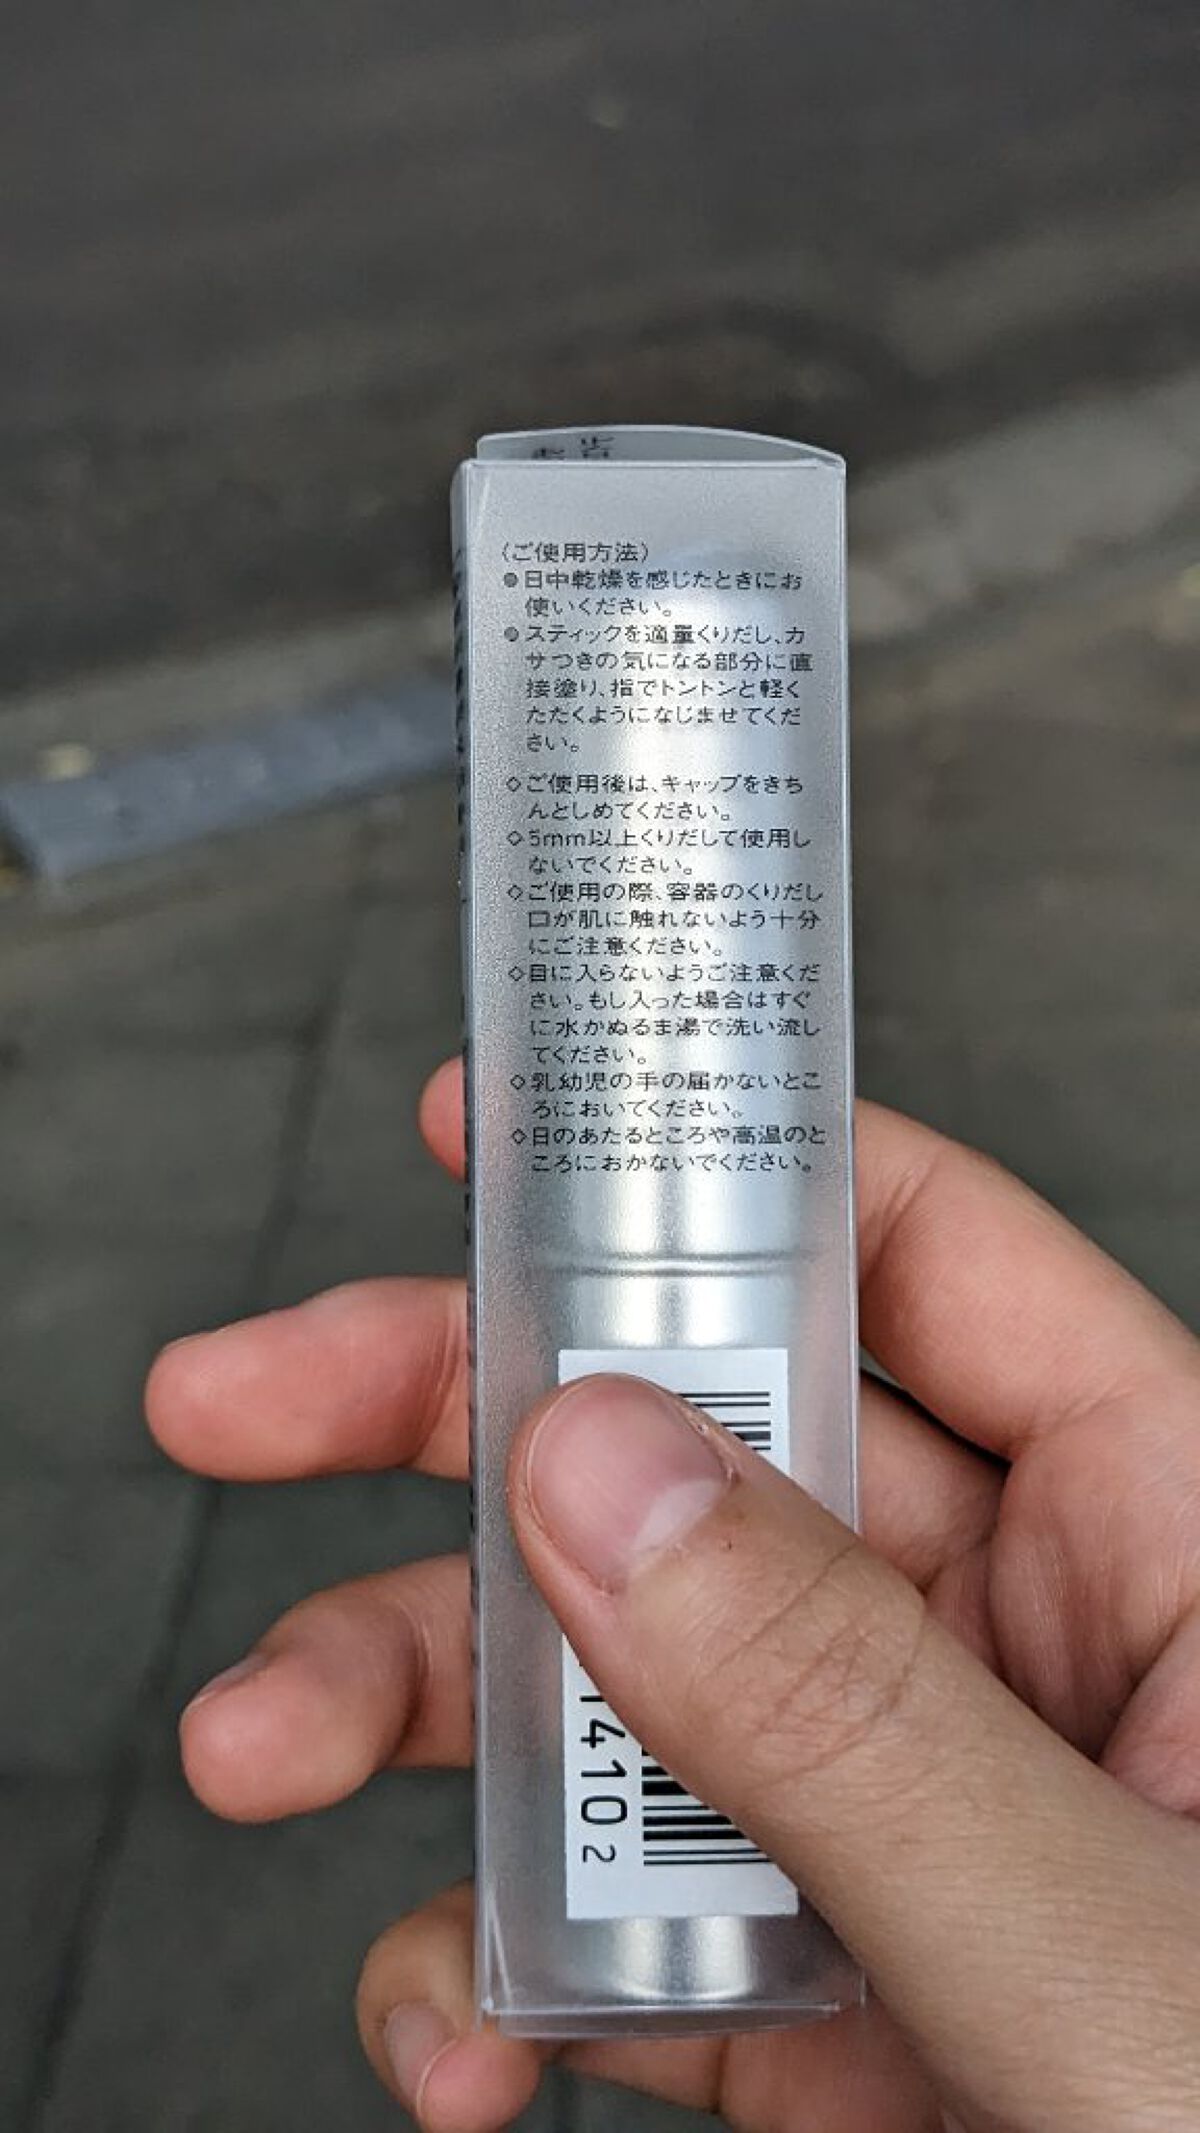 〈ご使用方法〉
●日中乾燥を感じたときにお
使いください。
●スティックを適量くりだし、カ
サつきの気になる部分に直
接塗り、指でトントンと軽く
たたくようになじませてくだ
さい。
◇ご使用後は、キャップをきち
んとしめてください。
◇5mm以上くりだして使用し
ないでください。
◇ご使用の際、容器のくりだし
口が肌に触れないよう十分
にご注意ください。
◇目に入らないようご注意くだ
さい。もし入った場合はすぐ
に水かぬるま湯で洗い流し
てください。
◇乳幼児の手の届かないとこ
ろにおいてください。
◇日のあたるところや高温のと
ころにおかないでください。
7410 2